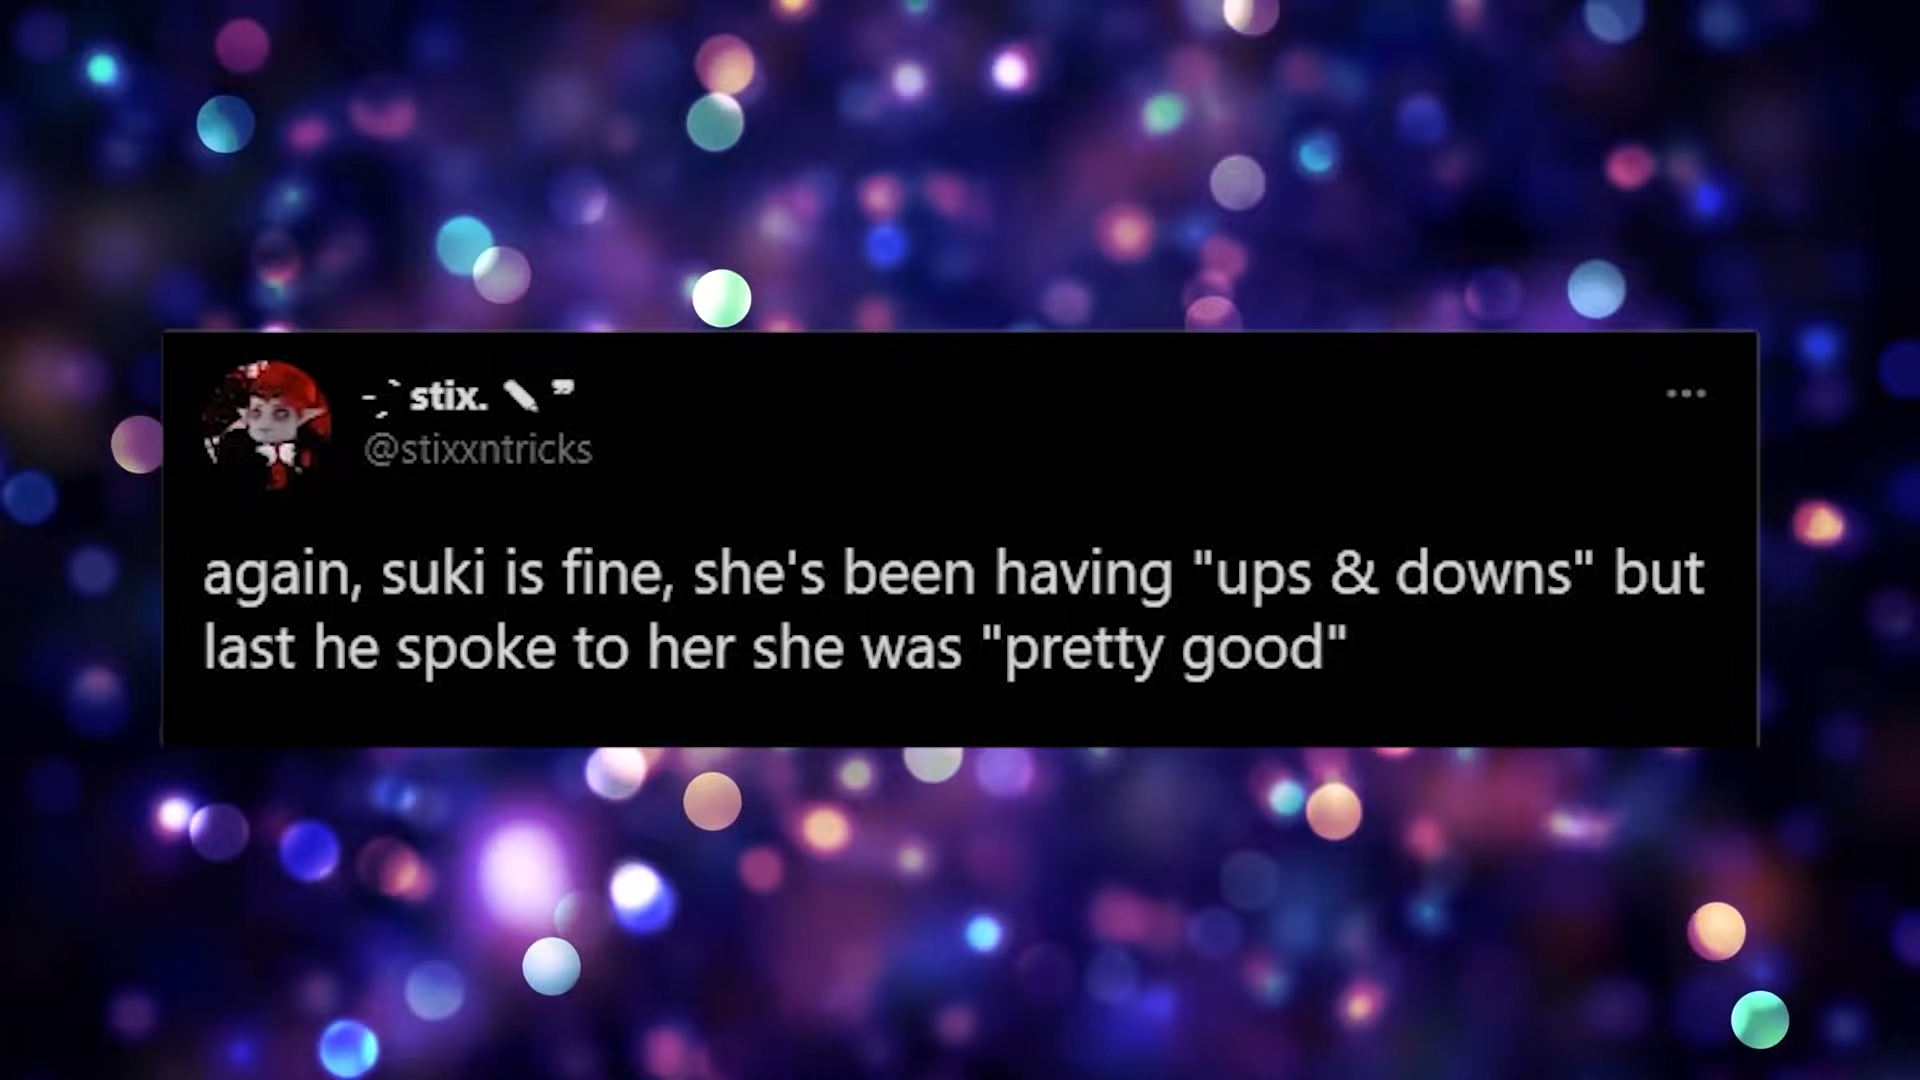 -ˏ͛ stix. ✎ ❞
@stixxntricks
again, suki is fine, she's been having "ups & downs" but
last he spoke to her she was "pretty good"